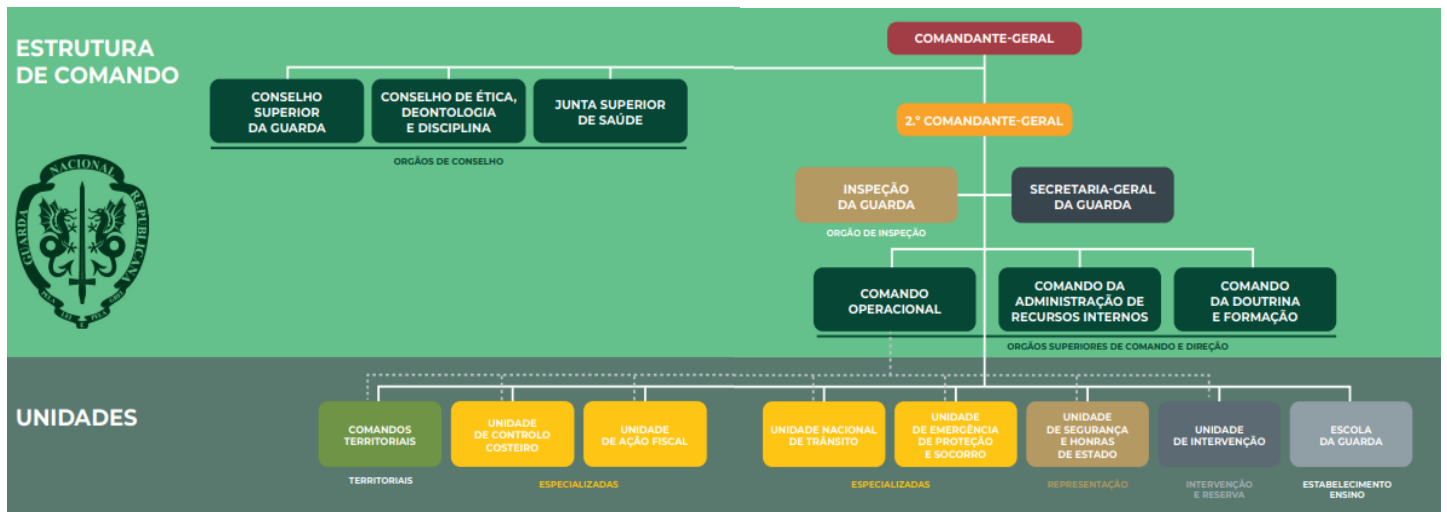 ESTRUTURA
DE COMANDO
COMANDANTE-GERAL
CONSELHO
SUPERIOR
DA GUARDA
CONSELHO DE ÉTICA,
DEONTOLOGIA
E DISCIPLINA
JUNTA SUPERIOR
DE SAÚDE
ORGÃOS DE CONSELHO
2.º COMANDANTE-GERAL
GUARDA
NACIONAL
REPUBLICANA
PELA
LEI
E
PELA
GREI
INSPEÇÃO
DA GUARDA
ORGÃO DE INSPEÇÃO
SECRETARIA-GERAL
DA GUARDA
COMANDO
OPERACIONAL
COMANDO DA
ADMINISTRAÇÃO DE
RECURSOS INTERNOS
COMANDO
DA DOUTRINA
E FORMAÇÃO
ORGÃOS SUPERIORES DE COMANDO E DIREÇÃO
UNIDADES
COMANDOS
TERRITORIAIS
TERRITORIAIS
UNIDADE
DE CONTROLO
COSTEIRO
UNIDADE
DE AÇÃO FISCAL
ESPECIALIZADAS
UNIDADE NACIONAL
DE TRÂNSITO
UNIDADE
DE EMERGÊNCIA
DE PROTEÇÃO
E SOCORRO
ESPECIALIZADAS
UNIDADE
DE SEGURANÇA
E HONRAS
DE ESTADO
REPRESENTAÇÃO
UNIDADE
DE INTERVENÇÃO
INTERVENÇÃO
E RESERVA
ESCOLA
DA GUARDA
ESTABELECIMENTO
ENSINO